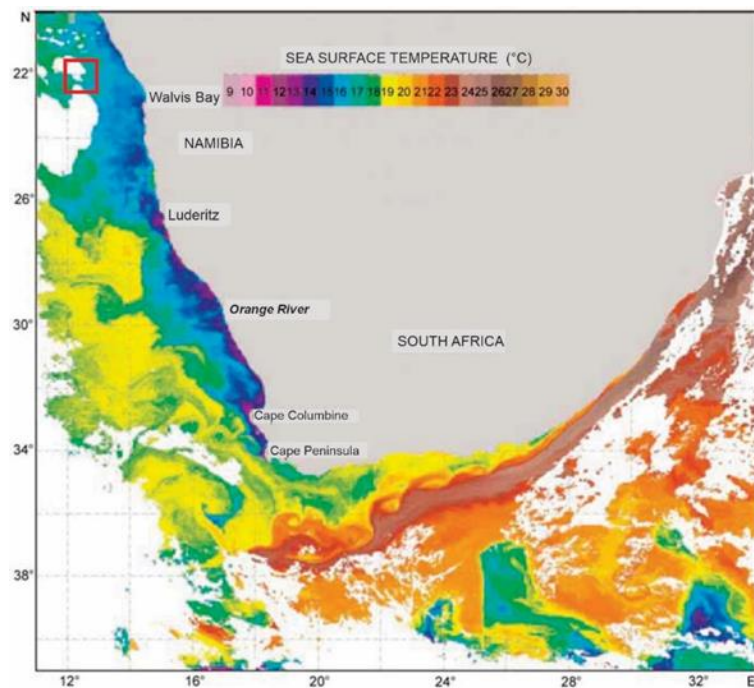 N
SEA SURFACE TEMPERATURE (°C)
22°
Walvis Bay
9 10 11 12 13 14 15 16 17 18 19 20 21 22 23 24 25 26 27 28 29 30
NAMIBIA
26°
Luderitz
Orange River
30°
SOUTH AFRICA
Cape Columbine
34°
Cape Peninsula
38°
12° 16° 20° 24° 28° 32° E